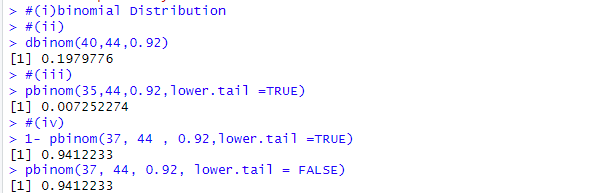 > #(i)binomial Distribution
> #(ii)
> dbinom(40,44,0.92)
[1] 0.1979776
> #(iii)
> pbinom(35,44,0.92,lower.tail =TRUE)
[1] 0.007252274
> #(iv)
> 1- pbinom(37, 44 , 0.92,lower.tail =TRUE)
[1] 0.9412233
> pbinom(37, 44, 0.92, lower.tail = FALSE)
[1] 0.9412233